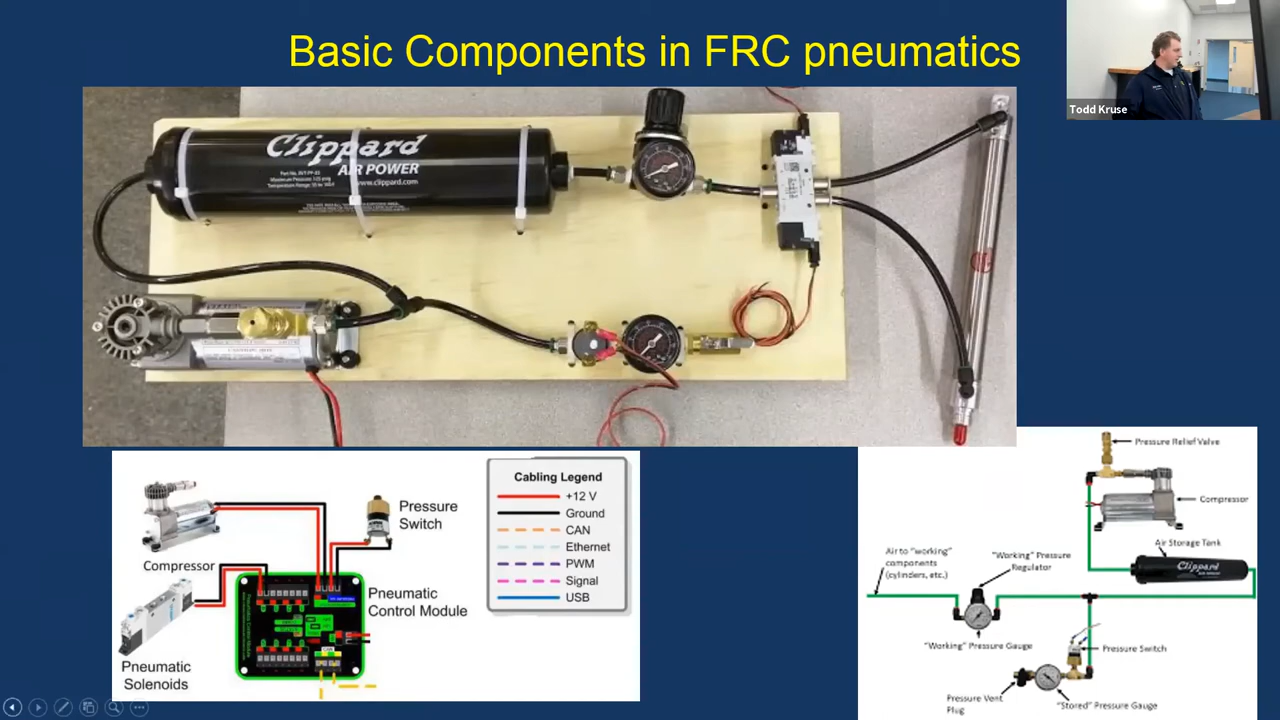 Basic Components in FRC pneumatics
Todd Kruse
Clippard
AIR POWER
www.clippard.com
Compressor
Pneumatic
Solenoids
Pressure
Switch
Pneumatic
Control Module
Cabling Legend
+12 V
Ground
CAN
Ethernet
PWM
Signal
USB
Pressure Relief Valve
Compressor
Air Storage Tank
Clippard
Air to "working"
components
(cylinders, etc.)
"Working" Pressure
Regulator
"Working" Pressure Gauge
Pressure Switch
Pressure Vent
Plug
"Stored" Pressure Gauge